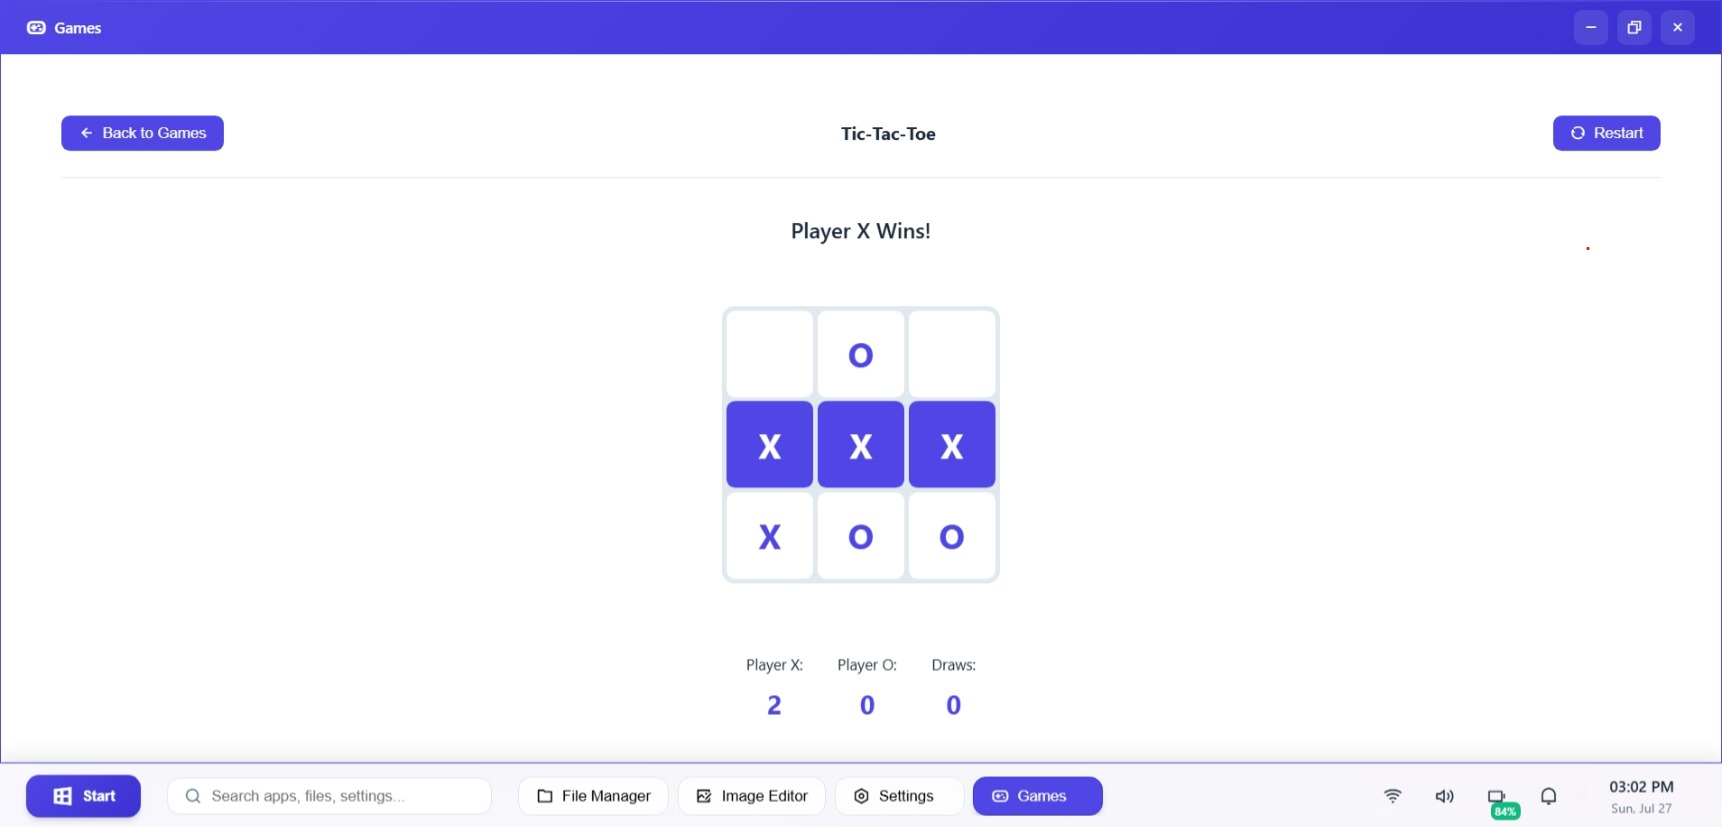 Games
Back to Games
Tic-Tac-Toe
Restart
Player X Wins!
O
X X X
X O O
Player X: Player O: Draws:
2 0 0
Start
Search apps, files, settings...
File Manager
Image Editor
Settings
Games
84%
03:02 PM
Sun, Jul 27